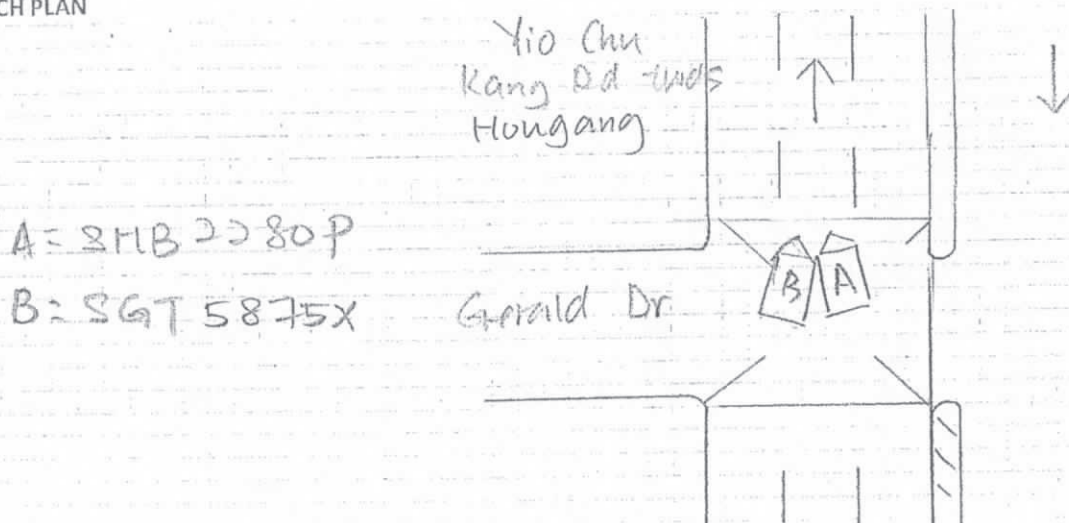 CH PLAN
Yio Chu
Kang Rd twds
Hougang
A = SMB 2280P
B = SGT 5875X
Gerald Dr
B A